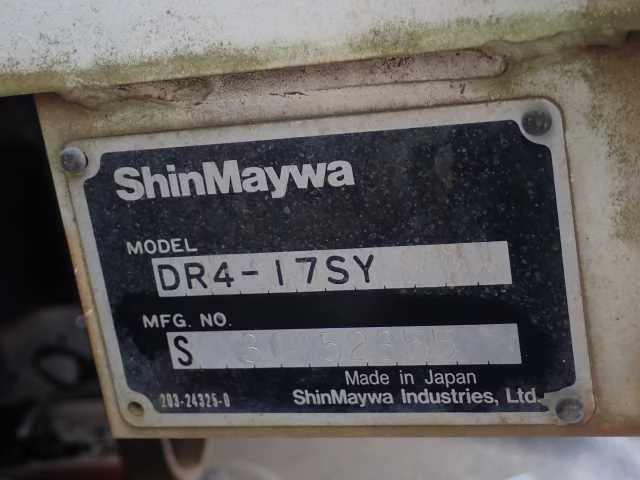 ShinMaywa
MODEL
DR4-17SY
MFG. NO.
S
Made in Japan
203-24325-0 ShinMaywa Industries, Ltd.